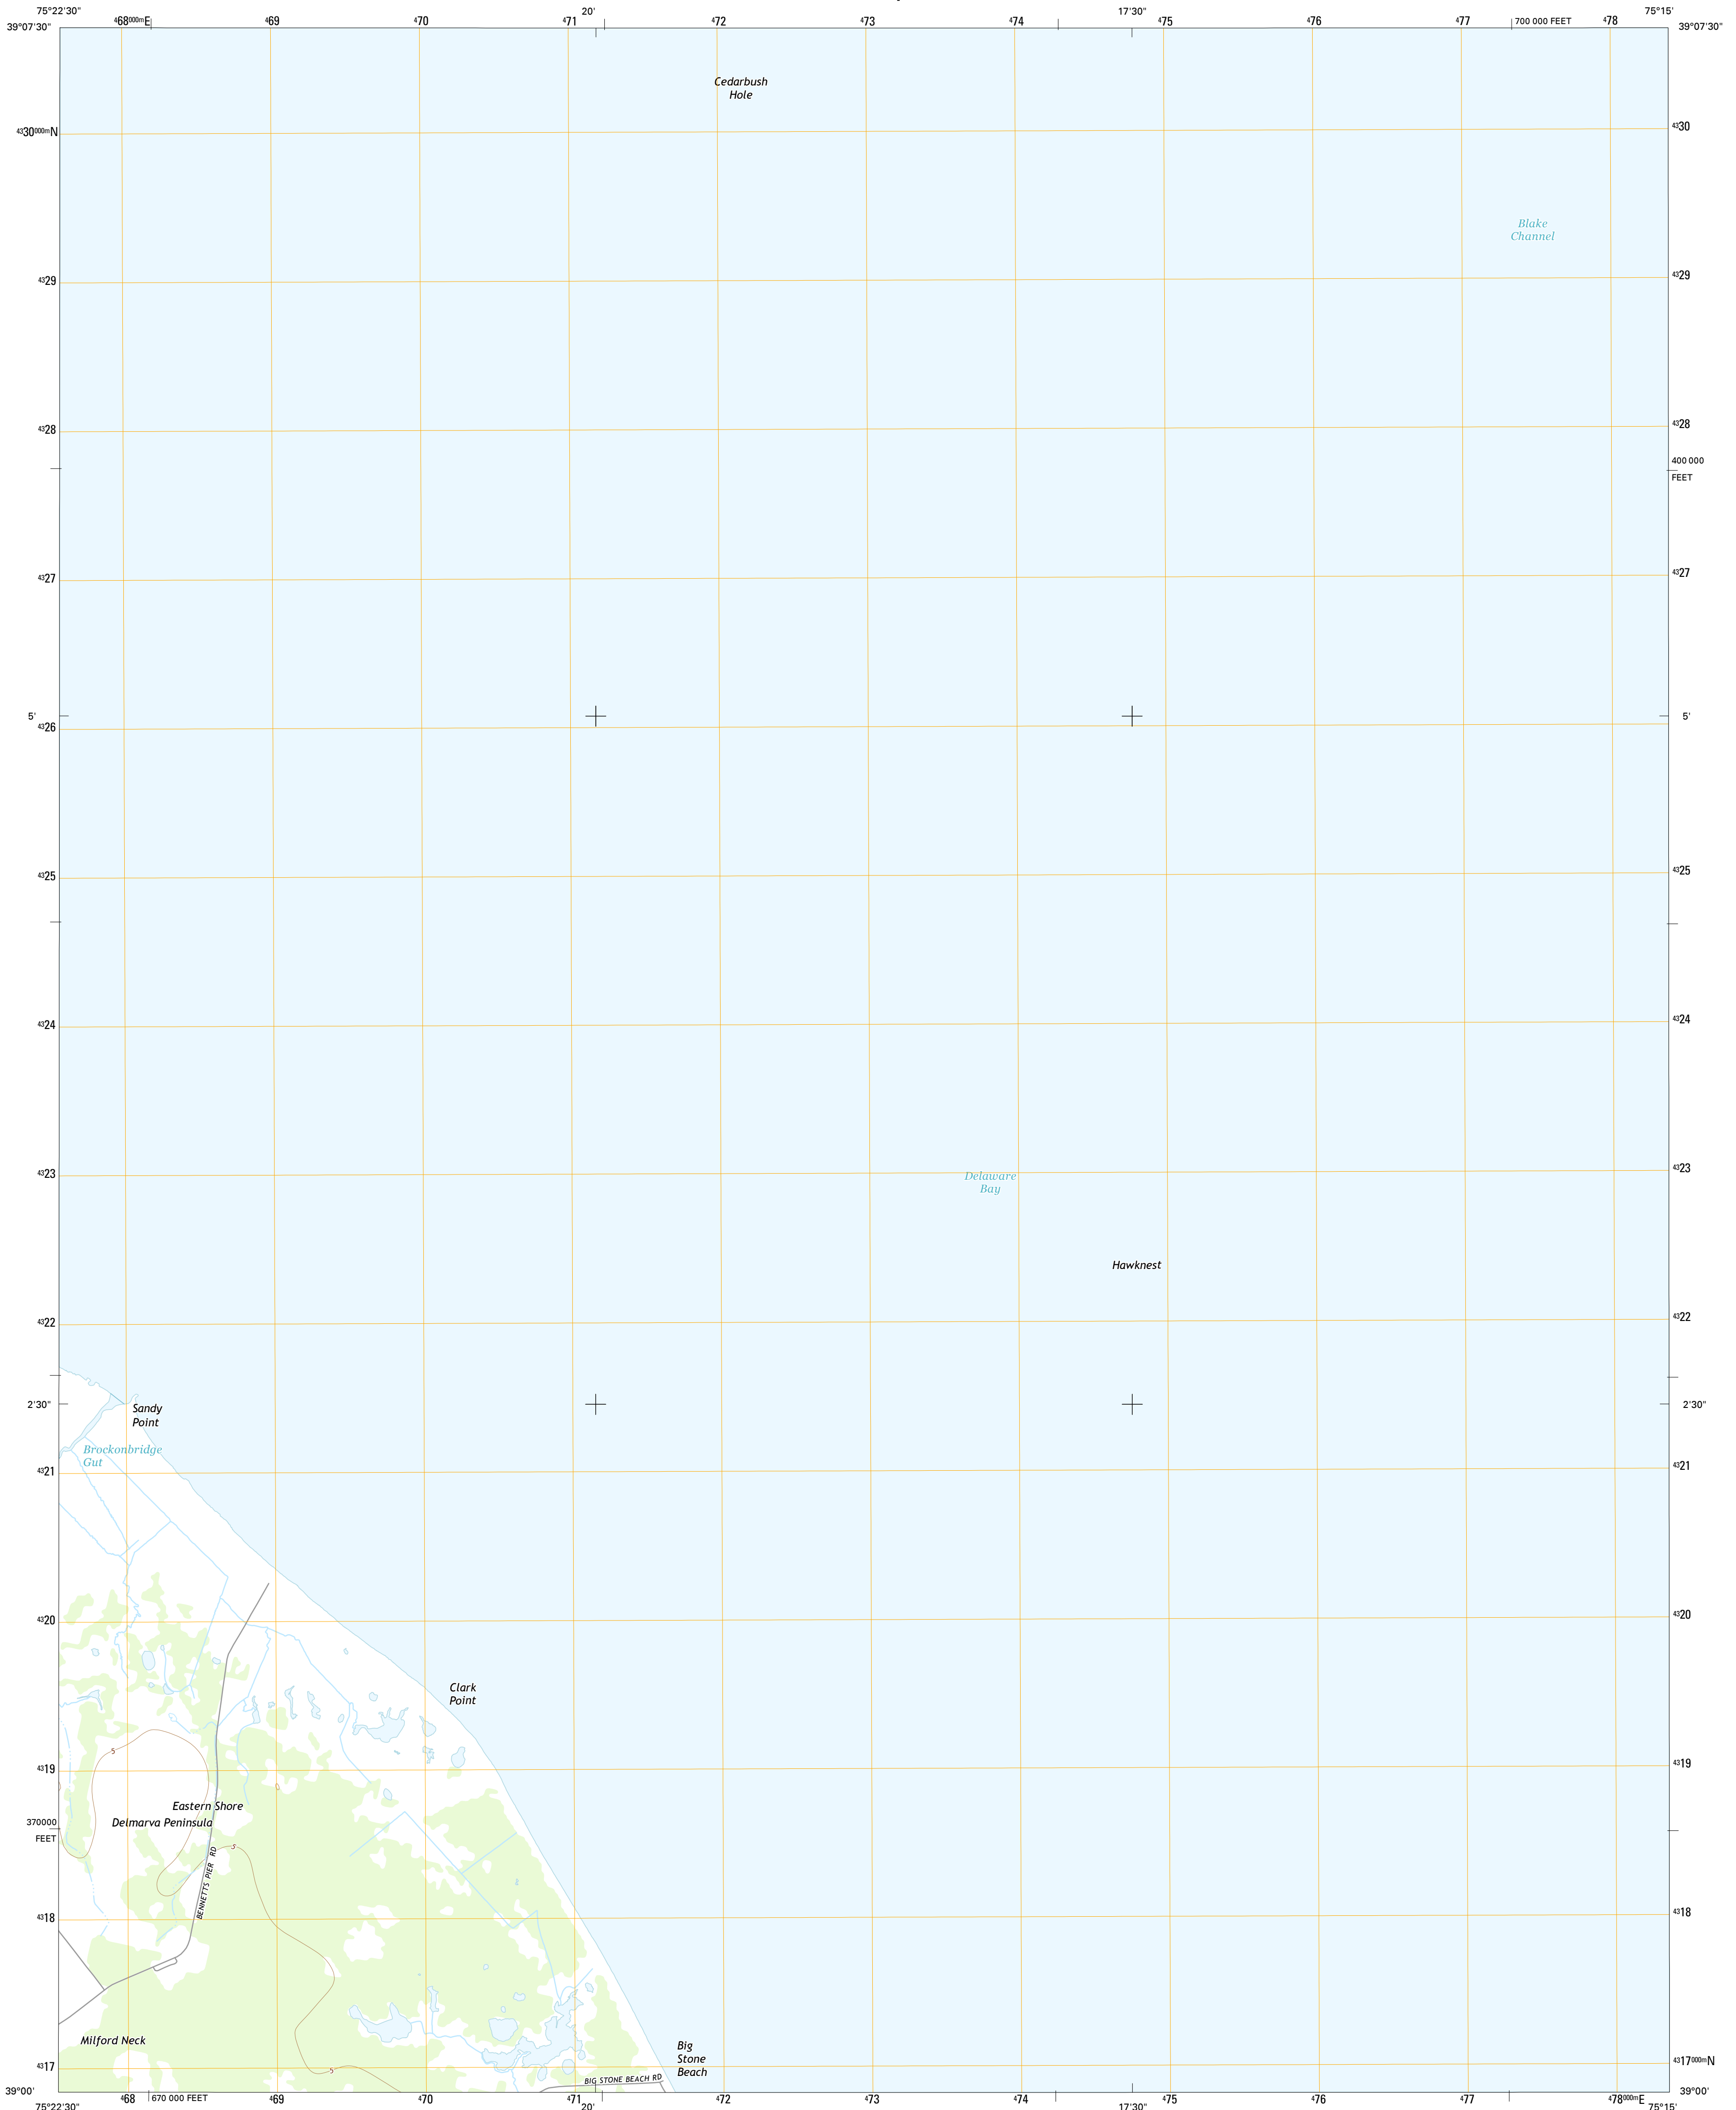 75°22'30" 20' 17'30" 75°15'
39°07'30" 468000mE 469 470 471 472 473 474 475 476 477 700 000 FEET 478 39°07'30"
Cedarbush
Hole
4330000mN 4330
Blake
Channel
4329 4329
4328 4328
400 000
FEET
4327 4327
5' 5'
4326
4325 4325
4324 4324
4323 4323
Delaware
Bay
Hawknest
4322 4322
2'30" 2'30"
Sandy
Point
Brockonbridge
Gut
4321 4321
4320 4320
Clark
Point
5
4319 4319
Eastern Shore
Delmarva Peninsula
370000
FEET
5
BENNETTS PIER RD
4318 4318
Milford Neck
Big
Stone
Beach
4317 5 4317000mN
BIG STONE BEACH RD
39°00' 39°00'
468 670 000 FEET 469 470 471 472 473 474 475 476 477 478000mE
75°22'30" 20' 17'30" 75°15'